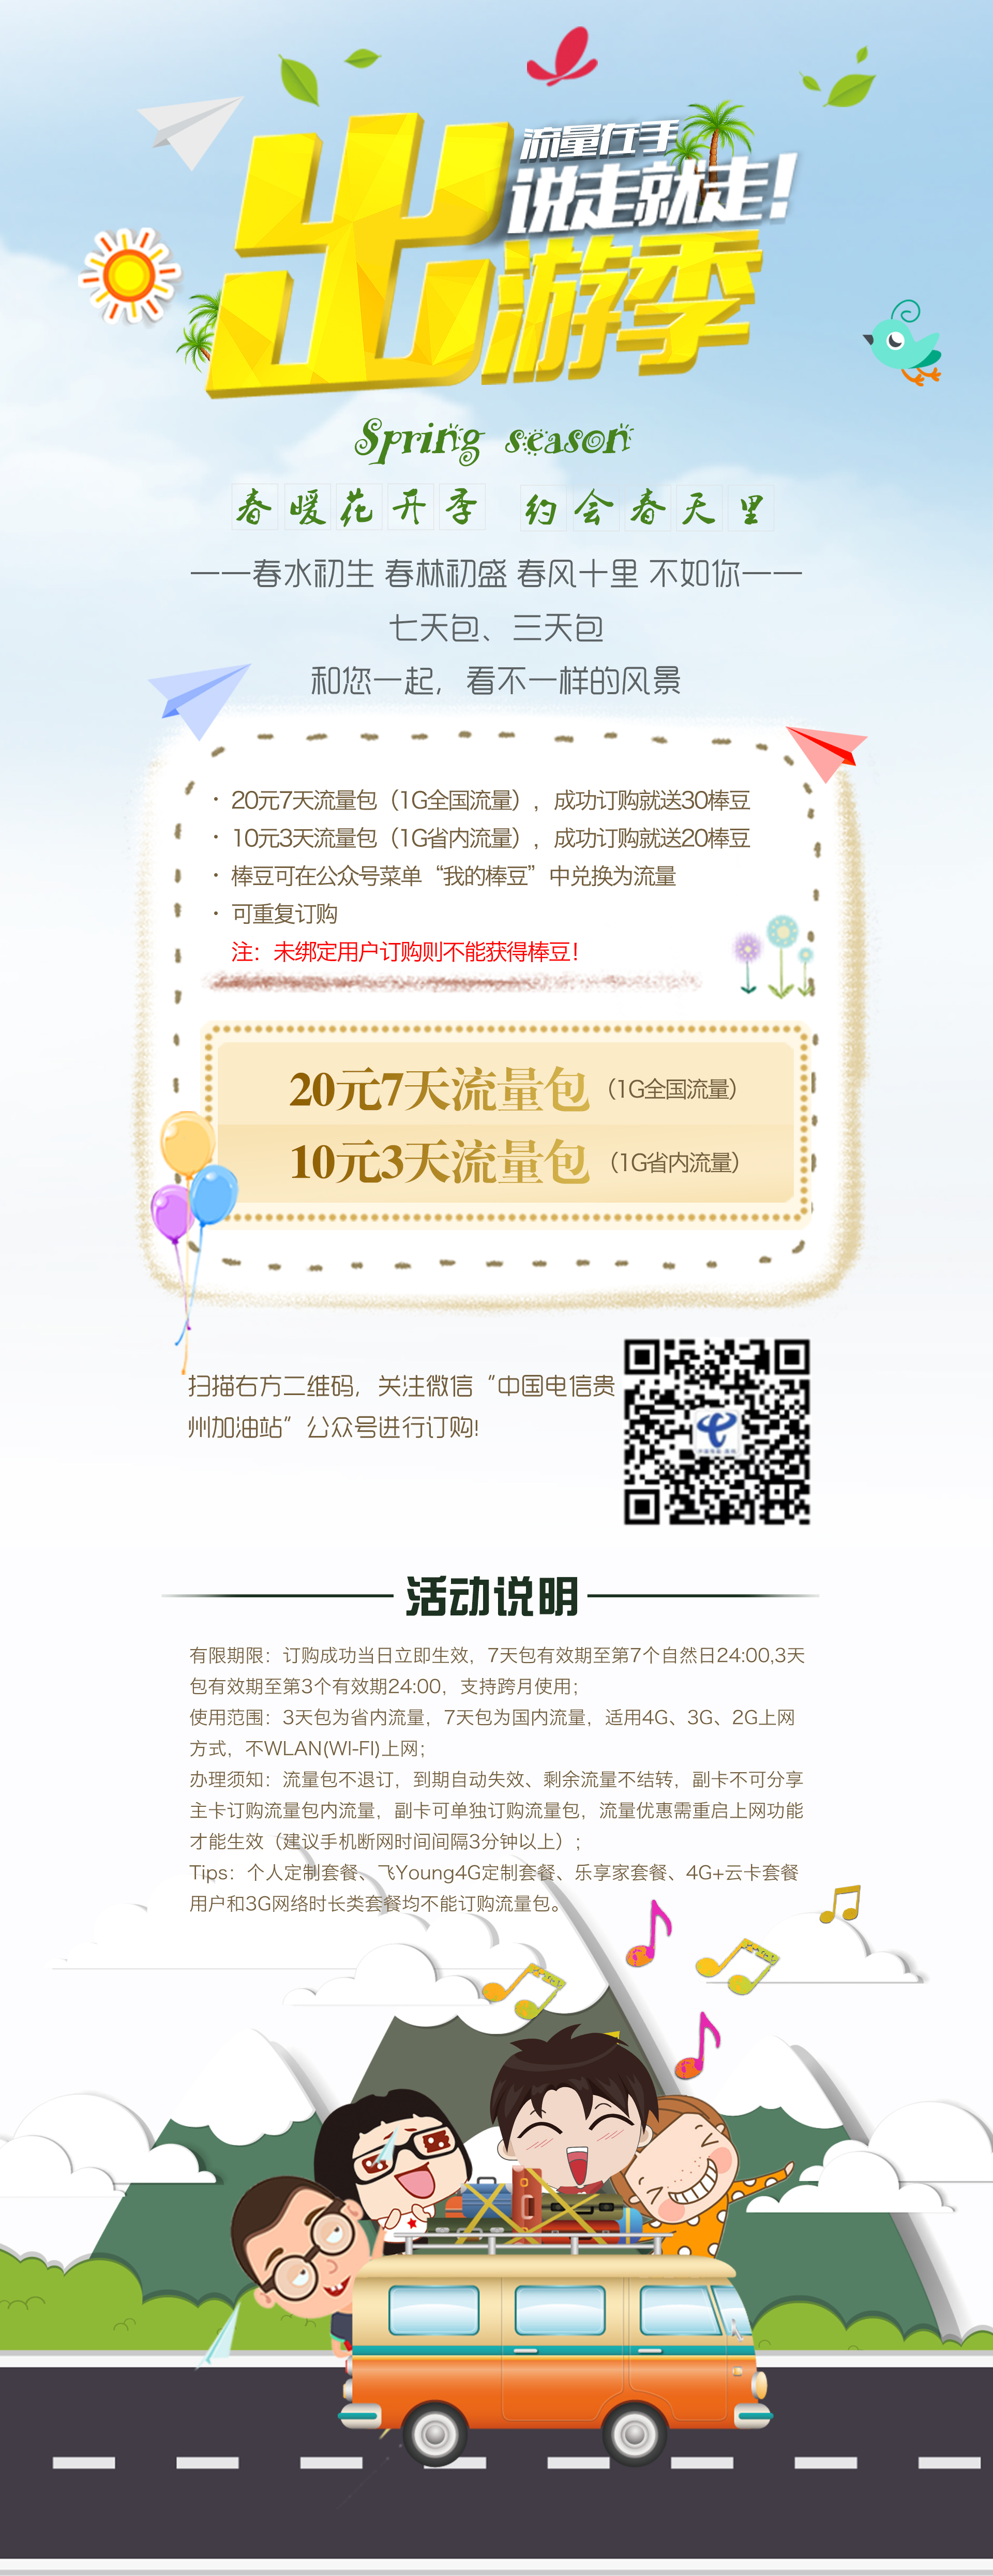 流量在手
说走就走!
出游季
Spring season
春暖花开季 约会春天里
——春水初生 春林初盛 春风十里 不如你——
七天包、三天包
和您一起，看不一样的风景
· 20元7天流量包（1G全国流量），成功订购就送30棒豆
· 10元3天流量包（1G省内流量），成功订购就送20棒豆
· 棒豆可在公众号菜单“我的棒豆”中兑换为流量
· 可重复订购
注：未绑定用户订购则不能获得棒豆！
20元7天流量包（1G全国流量）
10元3天流量包（1G省内流量）
扫描右方二维码，关注微信“中国电信贵
州加油站”公众号进行订购!
活动说明
有限期限：订购成功当日立即生效，7天包有效期至第7个自然日24:00,3天
包有效期至第3个有效期24:00，支持跨月使用；
使用范围：3天包为省内流量，7天包为国内流量，适用4G、3G、2G上网
方式，不WLAN(WI-FI)上网；
办理须知：流量包不退订，到期自动失效、剩余流量不结转，副卡不可分享
主卡订购流量包内流量，副卡可单独订购流量包，流量优惠需重启上网功能
才能生效（建议手机断网时间间隔3分钟以上）；
Tips：个人定制套餐、飞Young4G定制套餐、乐享家套餐、4G+云卡套餐
用户和3G网络时长类套餐均不能订购流量包。